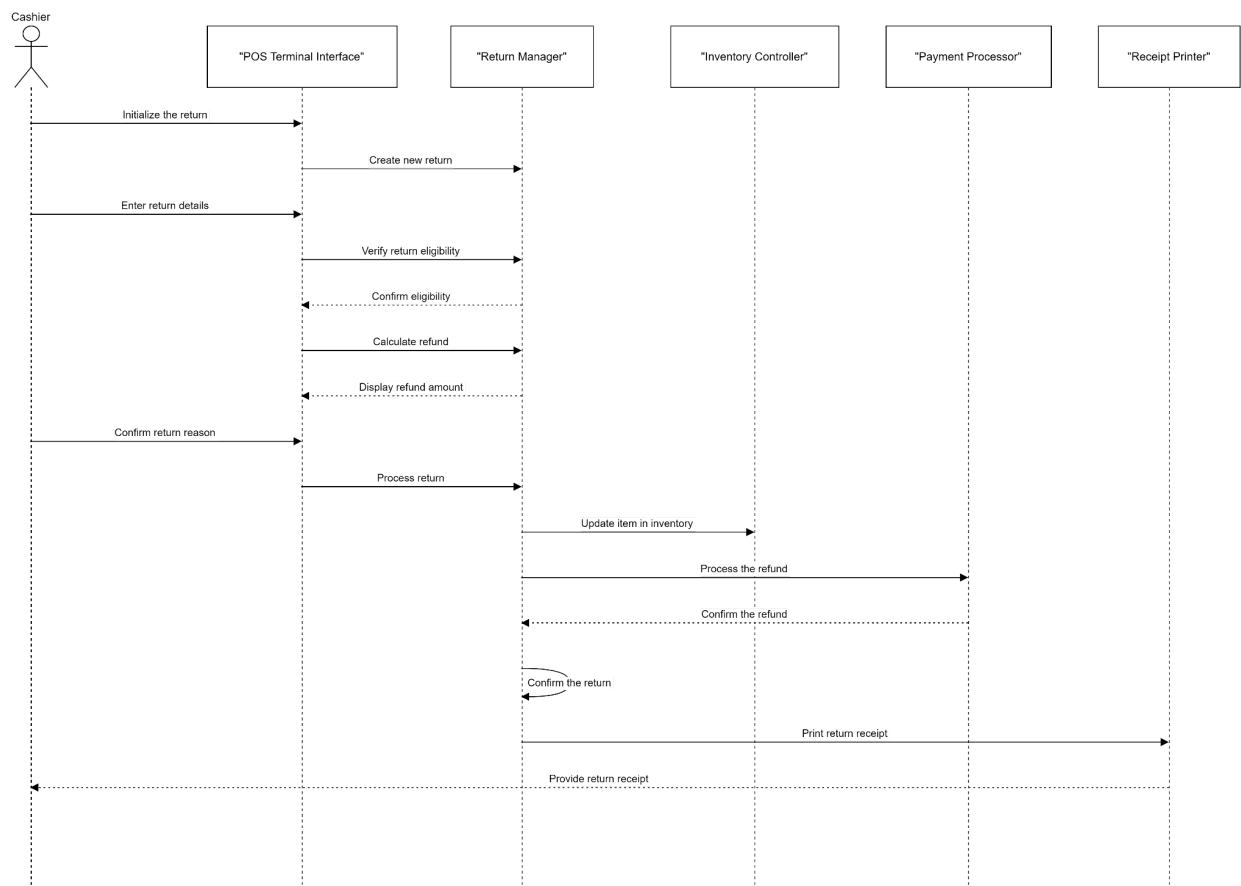 Cashier
"POS Terminal Interface"
"Return Manager"
"Inventory Controller"
"Payment Processor"
"Receipt Printer"
Initialize the return
Create new return
Enter return details
Verify return eligibility
Confirm eligibility
Calculate refund
Display refund amount
Confirm return reason
Process return
Update item in inventory
Process the refund
Confirm the refund
Confirm the return
Print return receipt
Provide return receipt